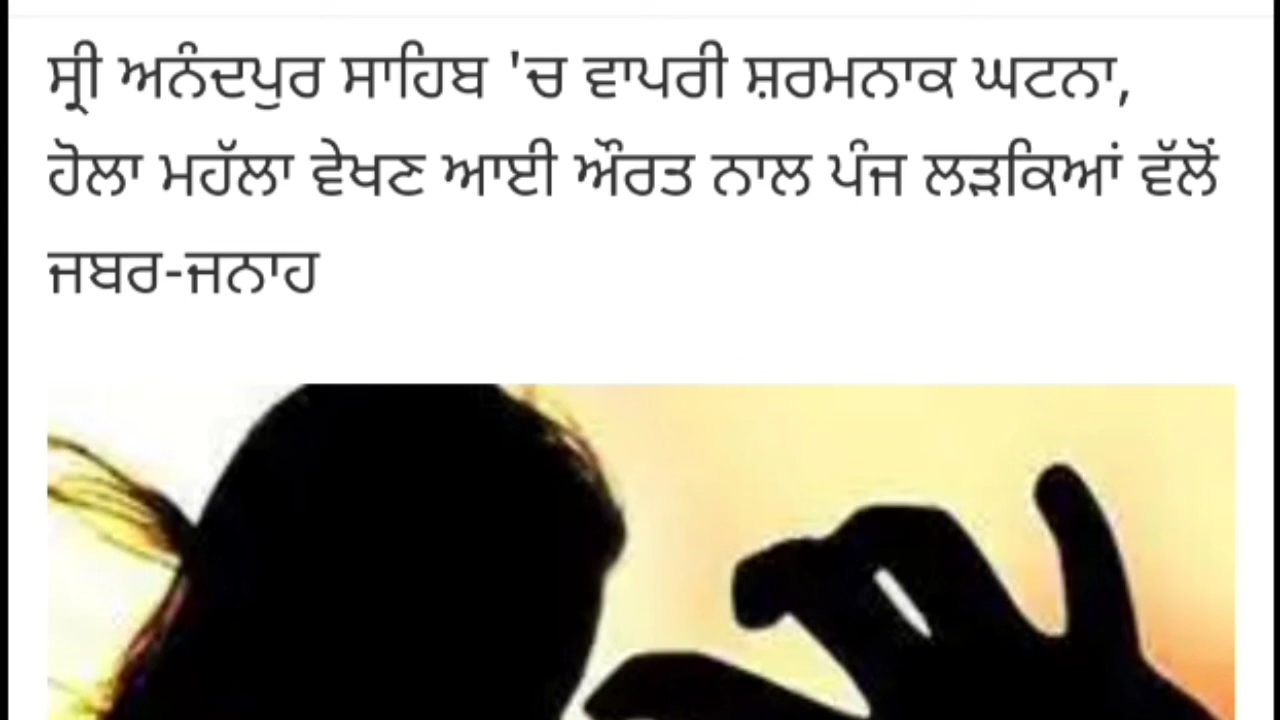 ਸ੍ਰੀ ਅਨੰਦਪੁਰ ਸਾਹਿਬ 'ਚ ਵਾਪਰੀ ਸ਼ਰਮਨਾਕ ਘਟਨਾ,
ਹੋਲਾ ਮਹੱਲਾ ਵੇਖਣ ਆਈ ਔਰਤ ਨਾਲ ਪੰਜ ਲੜਕਿਆਂ ਵੱਲੋਂ
ਜਬਰ-ਜਨਾਹ